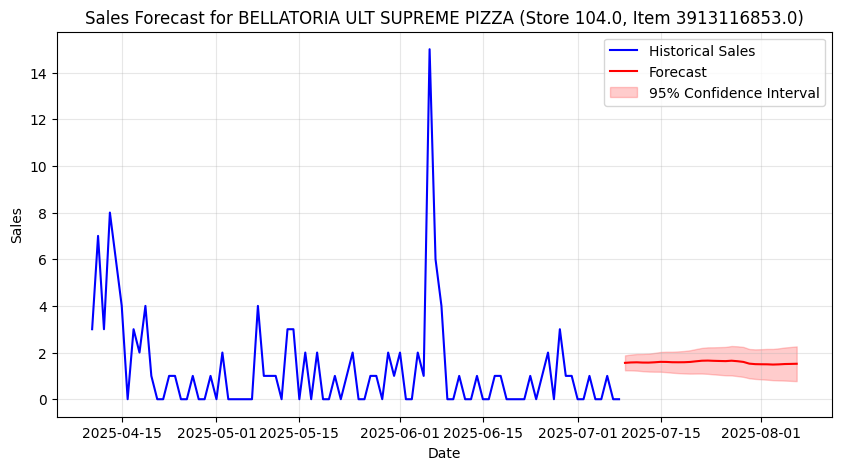 Sales Forecast for BELLATORIA ULT SUPREME PIZZA (Store 104.0, Item 3913116853.0)
Historical Sales
Forecast
95% Confidence Interval
Sales
14
12
10
8
6
4
2
0
2025-04-15 2025-05-01 2025-05-15 2025-06-01 2025-06-15 2025-07-01 2025-07-15 2025-08-01
Date